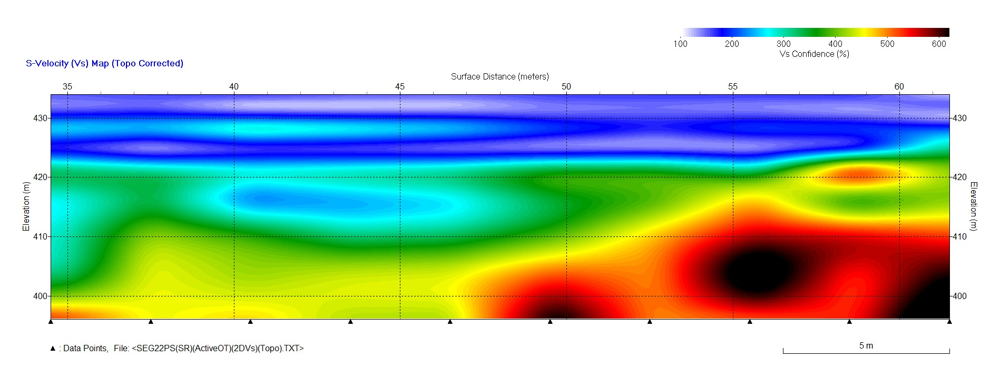 100 200 300 400 500 600
Vs Confidence (%)
S-Velocity (Vs) Map (Topo Corrected)
Surface Distance (meters)
35 40 45 50 55 60
430 430
420 420
Elevation (m) Elevation (m)
410 410
400 400
▲ : Data Points, File: <SEG22PS(SR)(ActiveOT)(2DVs)(Topo).TXT>
5 m